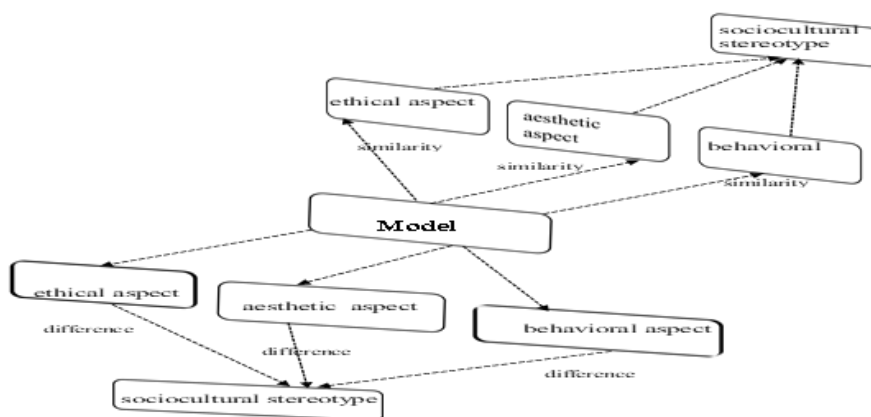 sociocultural
stereotype
ethical aspect
aesthetic
aspect
behavioral
similarity
similarity
similarity
Model
ethical aspect
aesthetic aspect
behavioral aspect
difference
difference
difference
sociocultural stereotype